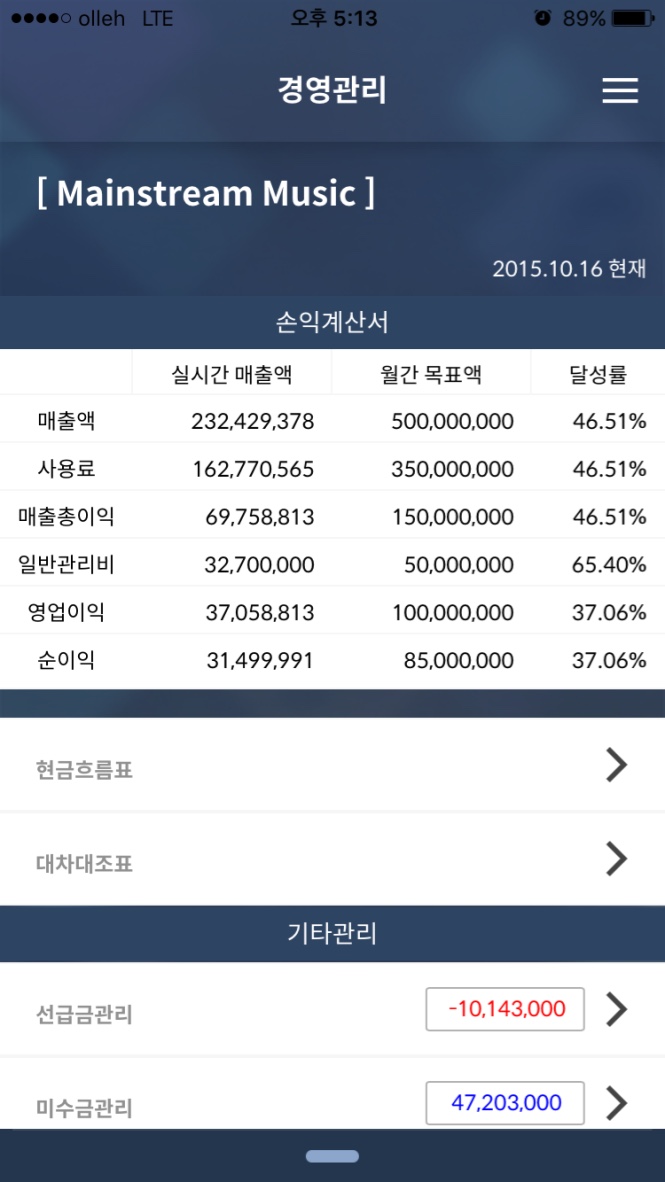 olleh LTE 오후 5:13 89%
경영관리
[ Mainstream Music ]
2015.10.16 현재
손익계산서
실시간 매출액 월간 목표액 달성률
매출액 232,429,378 500,000,000 46.51%
사용료 162,770,565 350,000,000 46.51%
매출총이익 69,758,813 150,000,000 46.51%
일반관리비 32,700,000 50,000,000 65.40%
영업이익 37,058,813 100,000,000 37.06%
순이익 31,499,991 85,000,000 37.06%
현금흐름표
대차대조표
기타관리
선급금관리 -10,143,000
미수금관리 47,203,000